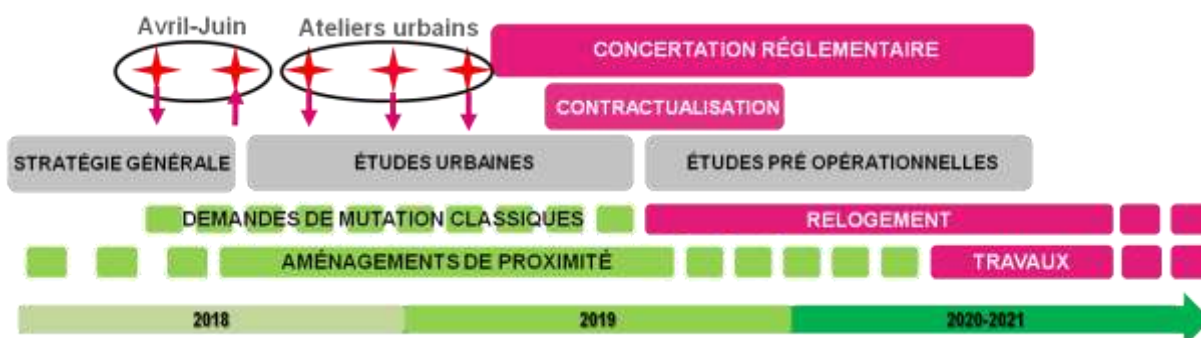 Avril-Juin
Ateliers urbains
CONCERTATION RÉGLEMENTAIRE
CONTRACTUALISATION
STRATÉGIE GÉNÉRALE
ÉTUDES URBAINES
ÉTUDES PRÉ OPÉRATIONNELLES
DEMANDES DE MUTATION CLASSIQUES
RELOGEMENT
AMÉNAGEMENTS DE PROXIMITÉ
TRAVAUX
2018
2019
2020-2021